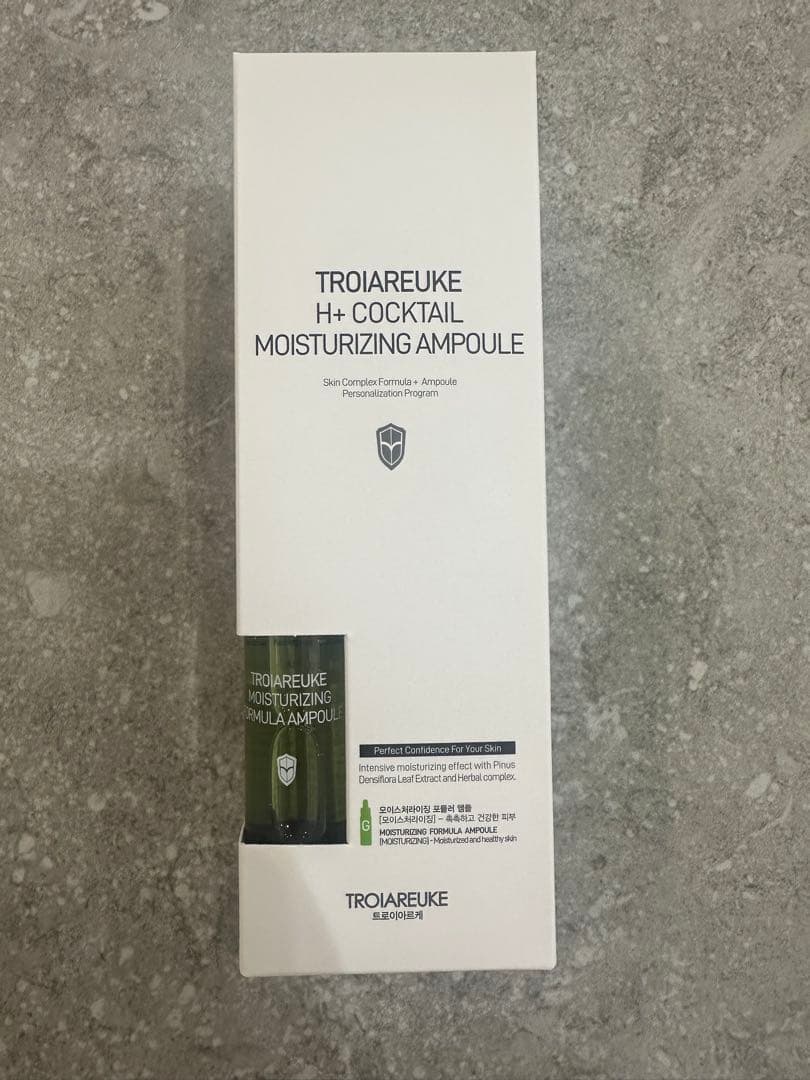 TROIAREUKE
H+ COCKTAIL
MOISTURIZING AMPOULE
Skin Complex Formula + Ampoule
Personalization Program
TROIAREUKE
MOISTURIZING
FORMULA AMPOULE
Perfect Confidence For Your Skin
Intensive moisturizing effect with Pinus
Densiflora Leaf Extract and Herbal complex.
G
모이스처라이징 포뮬러 앰플
[모이스처라이징] – 촉촉하고 건강한 피부
MOISTURIZING FORMULA AMPOULE
[MOISTURIZING] - Moisturized and healthy skin
TROIAREUKE
트로이아르케